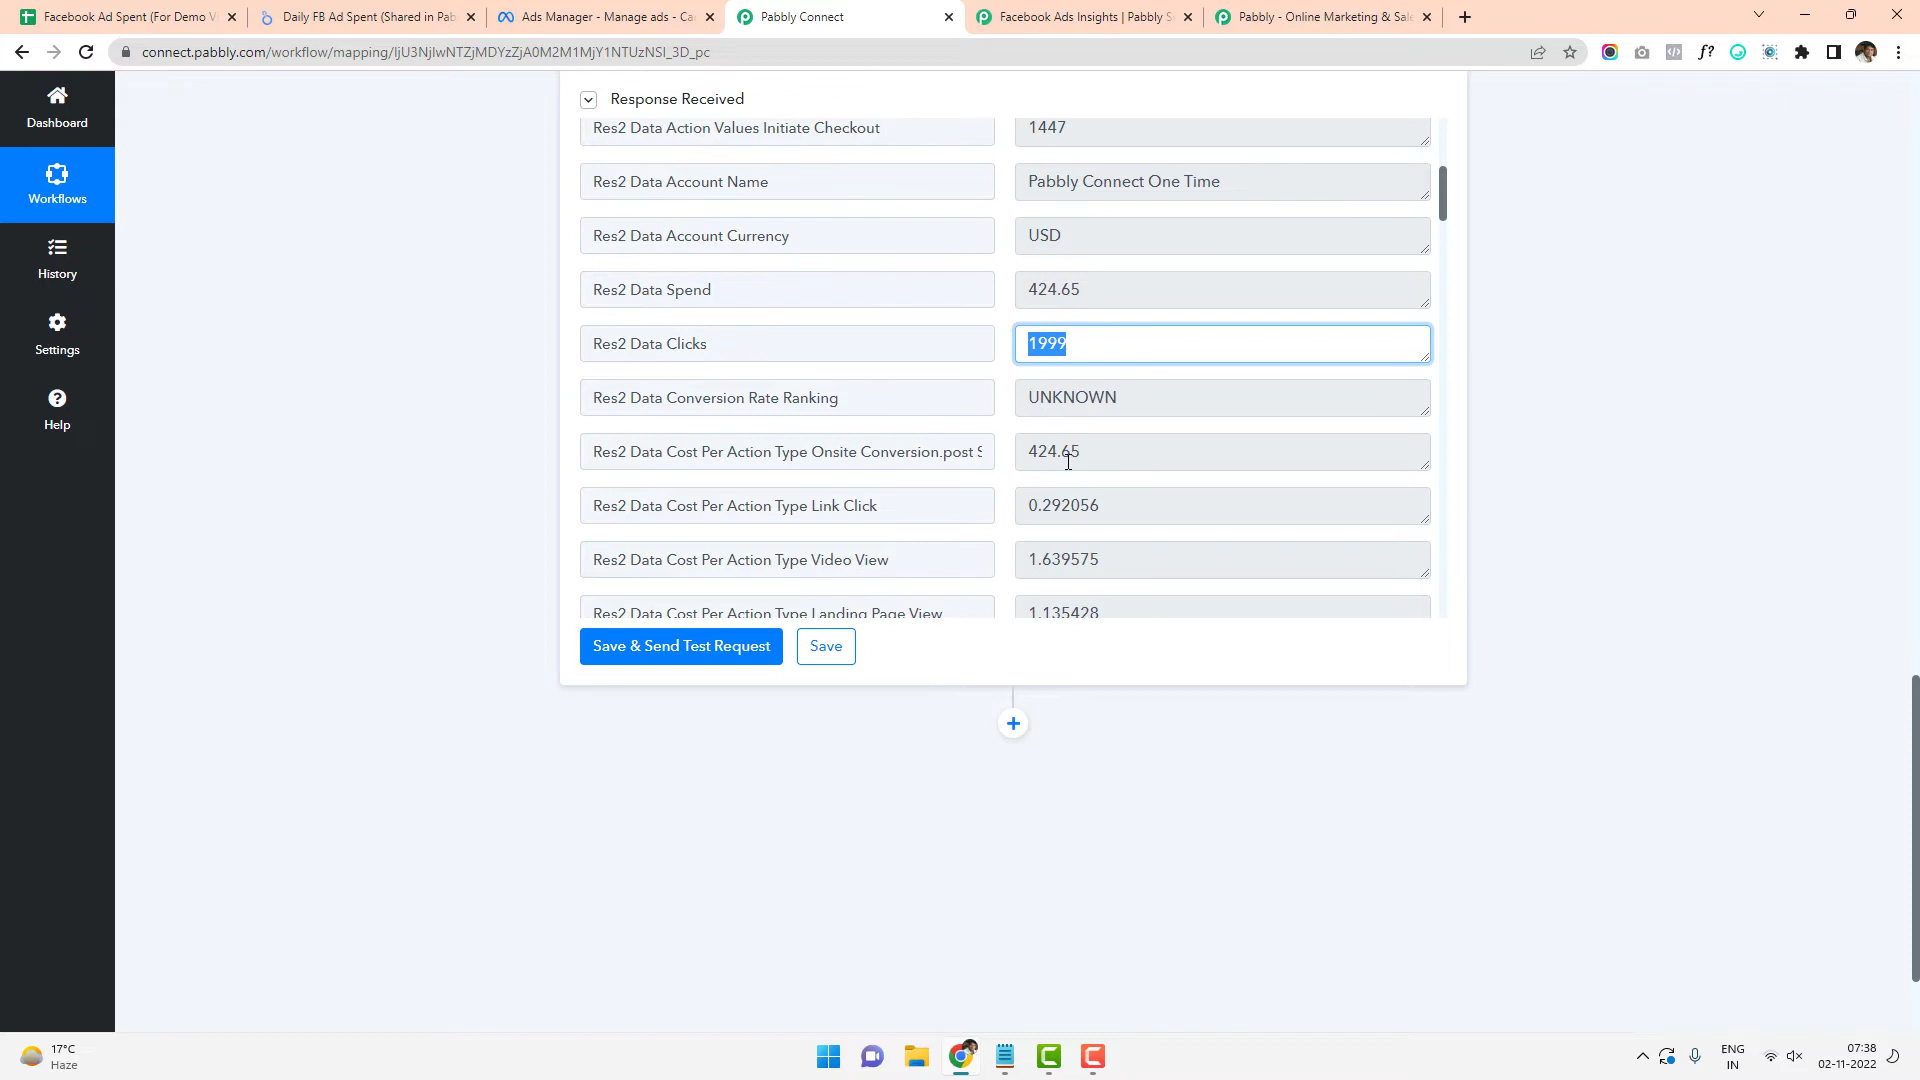 Facebook Ad Spent (For Demo V
Daily FB Ad Spent (Shared in Pab
Ads Manager - Manage ads - Ca
Pabbly Connect
Facebook Ads Insights | Pabbly S
Pabbly - Online Marketing & Sale
connect.pabbly.com/workflow/mapping/IjU3NjIwNTZjMDYzZjA0M2M1MjY1NTUzNSI_3D_pc
Dashboard
Workflows
History
Settings
Help
Response Received
Res2 Data Action Values Initiate Checkout
1447
Res2 Data Account Name
Pabbly Connect One Time
Res2 Data Account Currency
USD
Res2 Data Spend
424.65
Res2 Data Clicks
1999
Res2 Data Conversion Rate Ranking
UNKNOWN
Res2 Data Cost Per Action Type Onsite Conversion.post S
424.65
Res2 Data Cost Per Action Type Link Click
0.292056
Res2 Data Cost Per Action Type Video View
1.639575
Res2 Data Cost Per Action Type Landing Page View
1.135428
Save & Send Test Request
Save
17°C
Haze
ENG
IN
07:38
02-11-2022